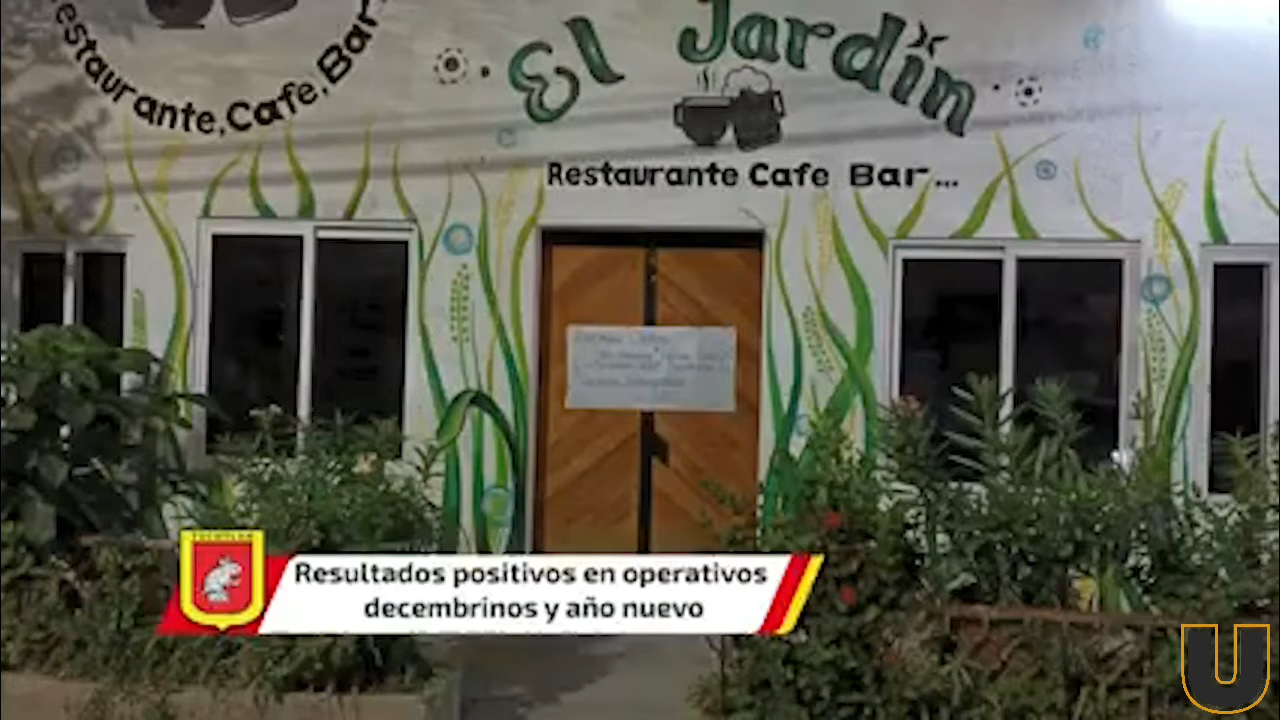 Restaurante, Cafe, Bar
El Jardín
Restaurante Cafe Bar...
Resultados positivos en operativos
decembrinos y año nuevo
U